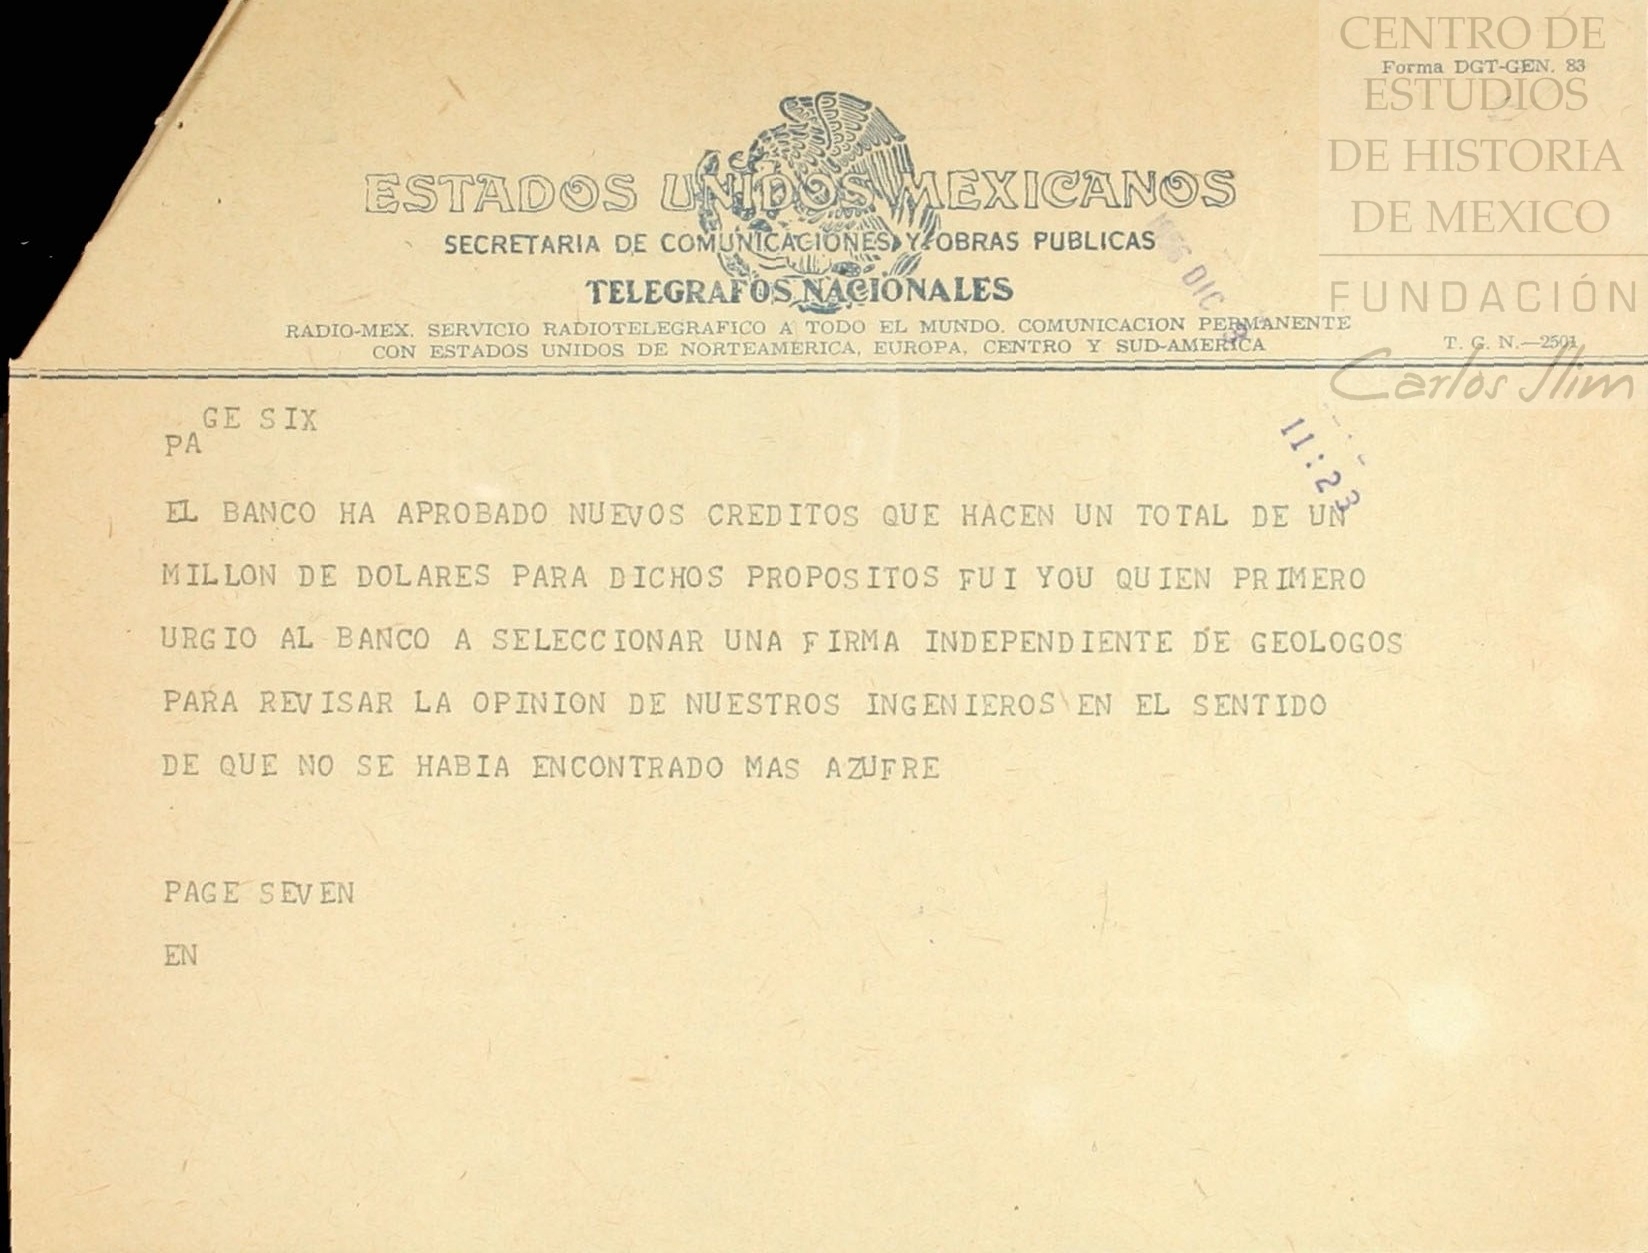 CENTRO DE
Forma DGT-GEN. 83
ESTUDIOS
DE HISTORIA
DE MEXICO
FUNDACIÓN
Carlos Slim
ESTADOS UNIDOS MEXICANOS
SECRETARIA DE COMUNICACIONES Y OBRAS PUBLICAS
TELEGRAFOS NACIONALES
RADIO-MEX. SERVICIO RADIOTELEGRAFICO A TODO EL MUNDO. COMUNICACION PERMANENTE
CON ESTADOS UNIDOS DE NORTEAMERICA, EUROPA, CENTRO Y SUD-AMERICA
T. G. N.—2501
DIC
11:23
PAGE SIX
EL BANCO HA APROBADO NUEVOS CREDITOS QUE HACEN UN TOTAL DE UN
MILLON DE DOLARES PARA DICHOS PROPOSITOS FUI YOU QUIEN PRIMERO
URGIO AL BANCO A SELECCIONAR UNA FIRMA INDEPENDIENTE DE GEOLOGOS
PARA REVISAR LA OPINION DE NUESTROS INGENIEROS EN EL SENTIDO
DE QUE NO SE HABIA ENCONTRADO MAS AZUFRE
PAGE SEVEN
EN